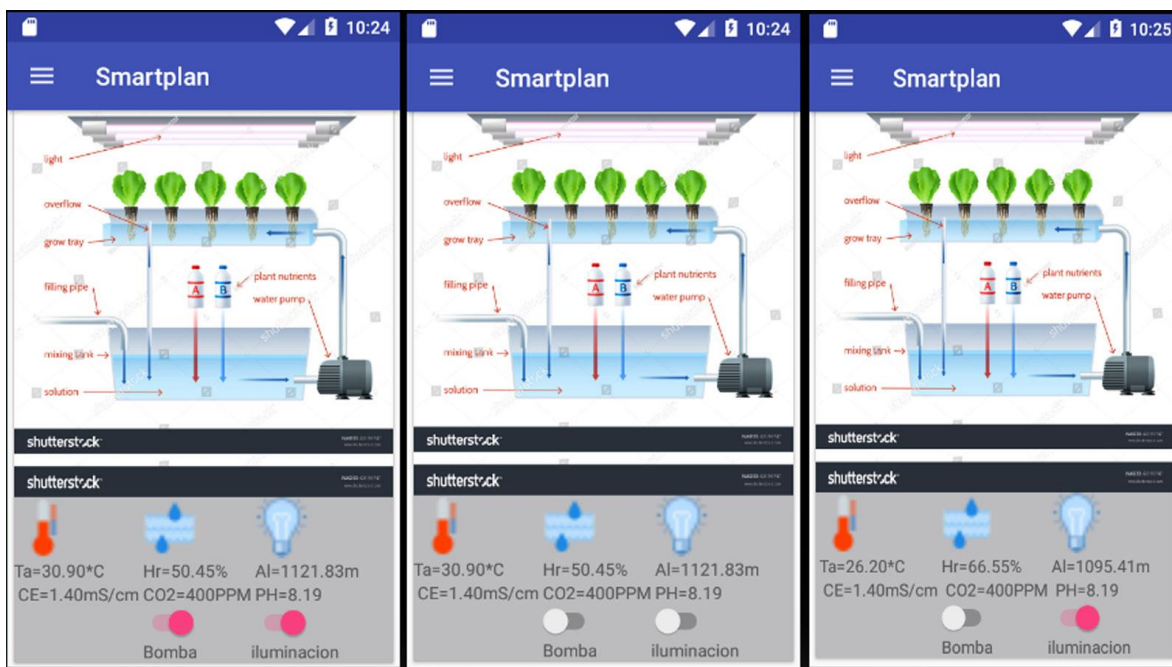 10:24
Smartplan
light
overflow
grow tray
plant nutrients
A
B
filling pipe
water pump
mixing tank
solution
shutterstock
shutterstock
Ta=30.90*C Hr=50.45% Al=1121.83m
CE=1.40mS/cm CO2=400PPM PH=8.19
Bomba iluminacion
10:24
Smartplan
light
overflow
grow tray
plant nutrients
A
B
filling pipe
water pump
mixing tank
solution
shutterstock
shutterstock
Ta=30.90*C Hr=50.45% Al=1121.83m
CE=1.40mS/cm CO2=400PPM PH=8.19
Bomba iluminacion
10:25
Smartplan
light
overflow
grow tray
plant nutrients
A
B
filling pipe
water pump
mixing tank
solution
shutterstock
shutterstock
Ta=26.20*C Hr=66.55% Al=1095.41m
CE=1.40mS/cm CO2=400PPM PH=8.19
Bomba iluminacion